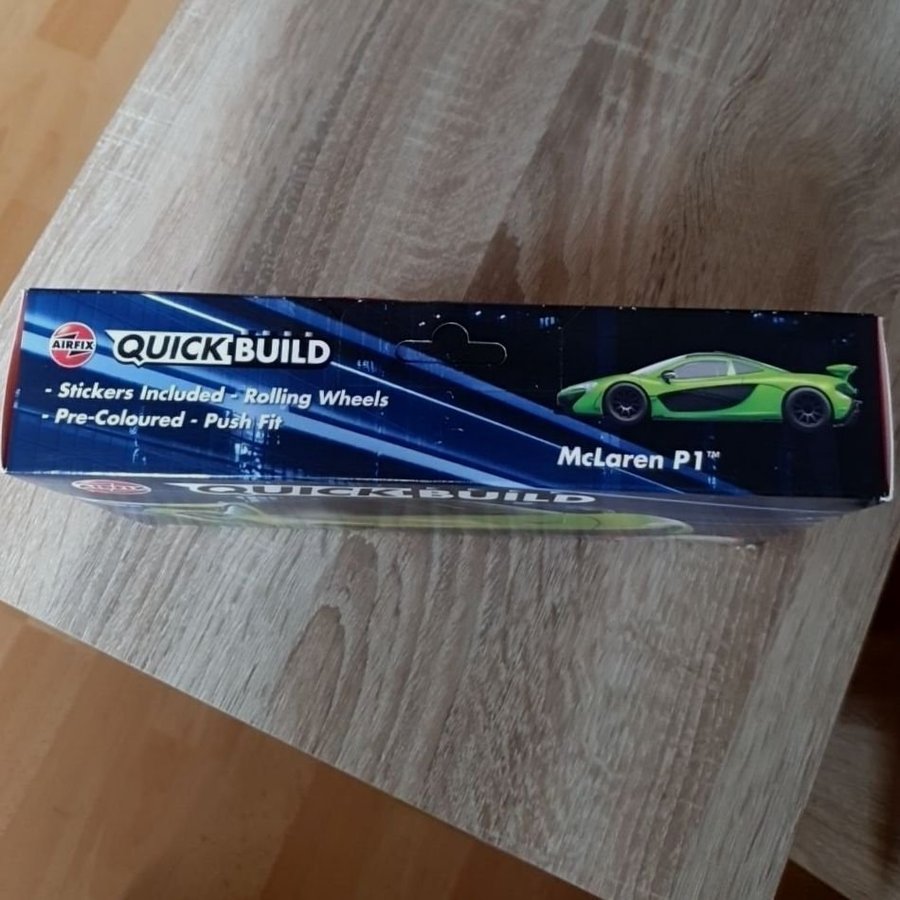 AIRFIX
QUICKBUILD
- Stickers Included - Rolling Wheels
- Pre-Coloured - Push Fit
McLaren P1™
QUICKBUILD